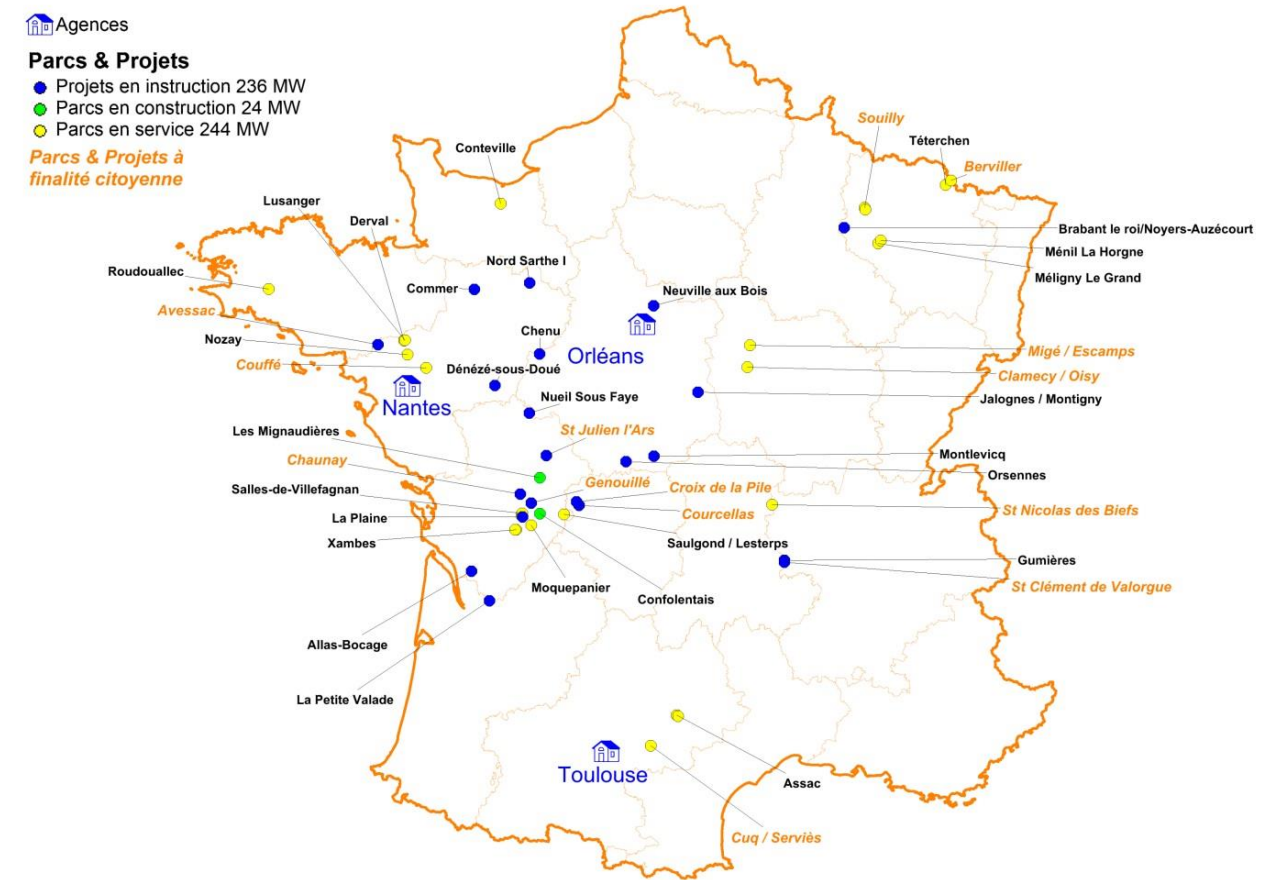 Agences
Parcs & Projets
Projets en instruction 236 MW
Parcs en construction 24 MW
Parcs en service 244 MW
Parcs & Projets à
finalité citoyenne
Souilly
Téterchen
Conteville
Berviller
Lusanger
Derval
Brabant le roi/Noyers-Auzécourt
Ménil La Horgne
Nord Sarthe I
Roudouallec
Méligny Le Grand
Commer
Neuville aux Bois
Avessac
Chenu
Nozay
Orléans
Migé / Escamps
Couffé
Dénézé-sous-Doué
Clamecy / Oisy
Nueil Sous Faye
Jalognes / Montigny
Nantes
St Julien l'Ars
Les Mignaudières
Montlevicq
Chaunay
Orsennes
Genouillé
Croix de la Pile
Salles-de-Villefagnan
St Nicolas des Biefs
Courcellas
La Plaine
Xambes
Saulgond / Lesterps
Gumières
Moquepanier
St Clément de Valorgue
Confolentais
Allas-Bocage
La Petite Valade
Toulouse
Assac
Cuq / Serviès